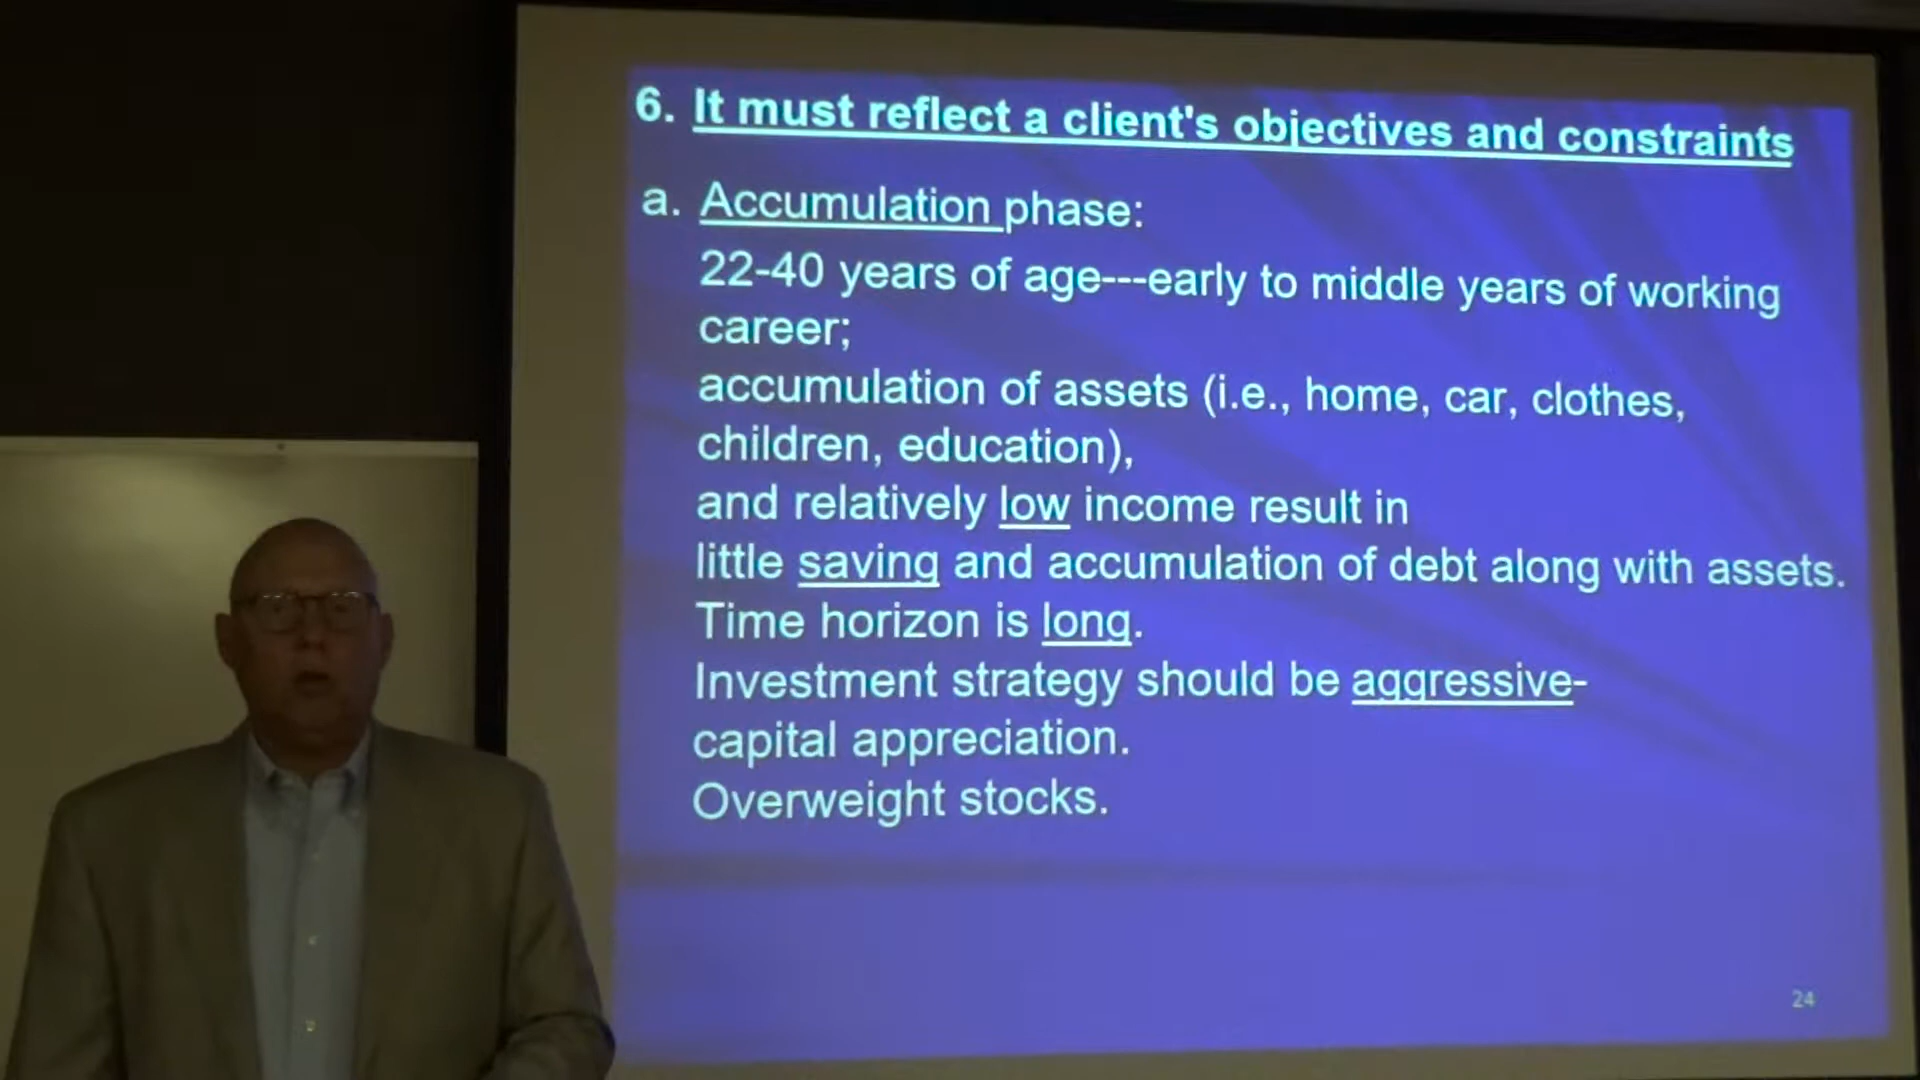 6. It must reflect a client's objectives and constraints
a. Accumulation phase:
22-40 years of age---early to middle years of working
career;
accumulation of assets (i.e., home, car, clothes,
children, education),
and relatively low income result in
little saving and accumulation of debt along with assets.
Time horizon is long.
Investment strategy should be aggressive-
capital appreciation.
Overweight stocks.
24